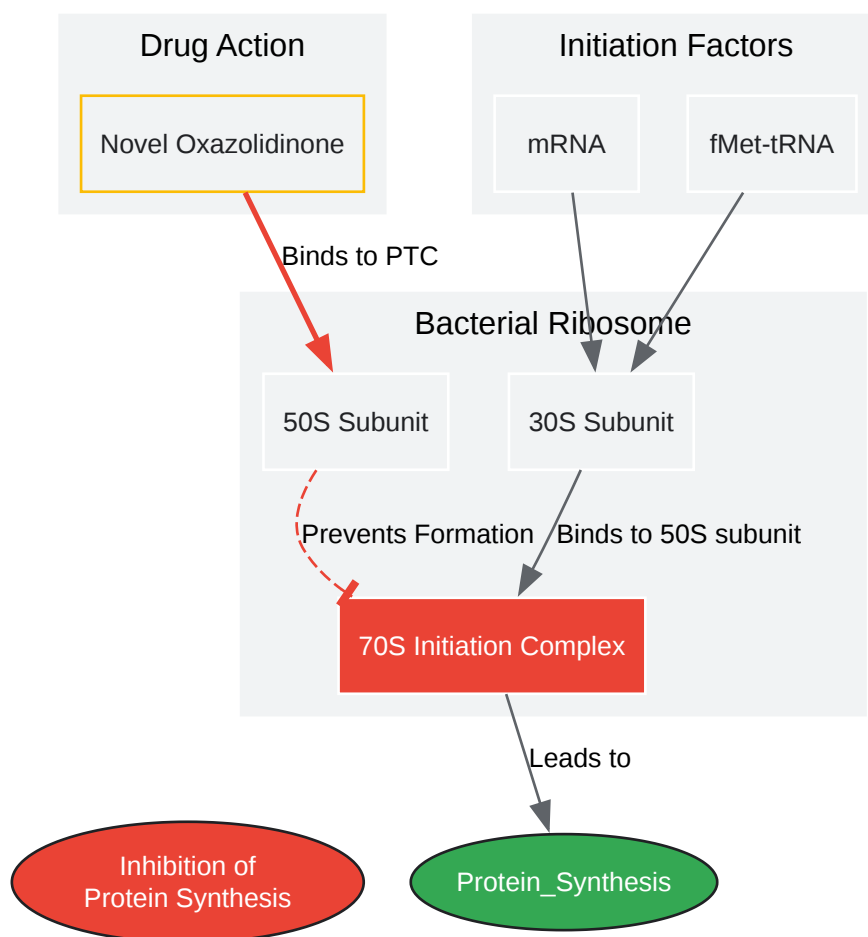 Drug Action
Initiation Factors
Novel Oxazolidinone
mRNA
fMet-tRNA
Binds to PTC
Bacterial Ribosome
50S Subunit
30S Subunit
Prevents Formation
Binds to 50S subunit
70S Initiation Complex
Leads to
Inhibition of
Protein Synthesis
Protein_Synthesis